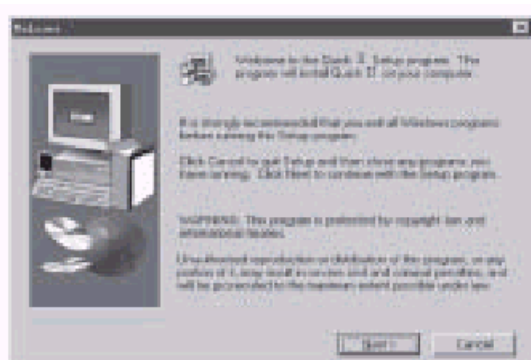 Welcome
Welcome to the Quick II Setup program. This
program will install Quick II on your computer.
It is strongly recommended that you exit all Windows programs
before running this Setup program.
Click Cancel to quit Setup and then close any programs you
have running. Click Next to continue with the Setup program.
WARNING: This program is protected by copyright law and
international treaties.
Unauthorized reproduction or distribution of this program, or any
portion of it, may result in severe civil and criminal penalties, and
will be prosecuted to the maximum extent possible under law.
Next >
Cancel